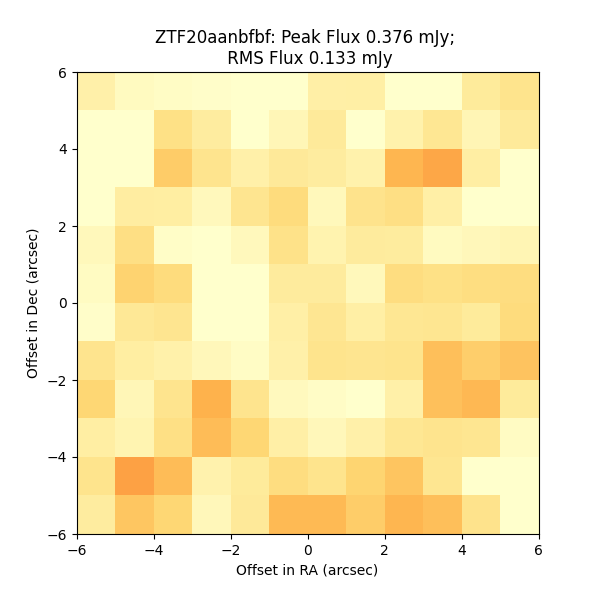 ZTF20aanbfbf: Peak Flux 0.376 mJy;
RMS Flux 0.133 mJy
6
4
2
0
−2
−4
−6
Offset in Dec (arcsec)
−6 −4 −2 0 2 4 6
Offset in RA (arcsec)